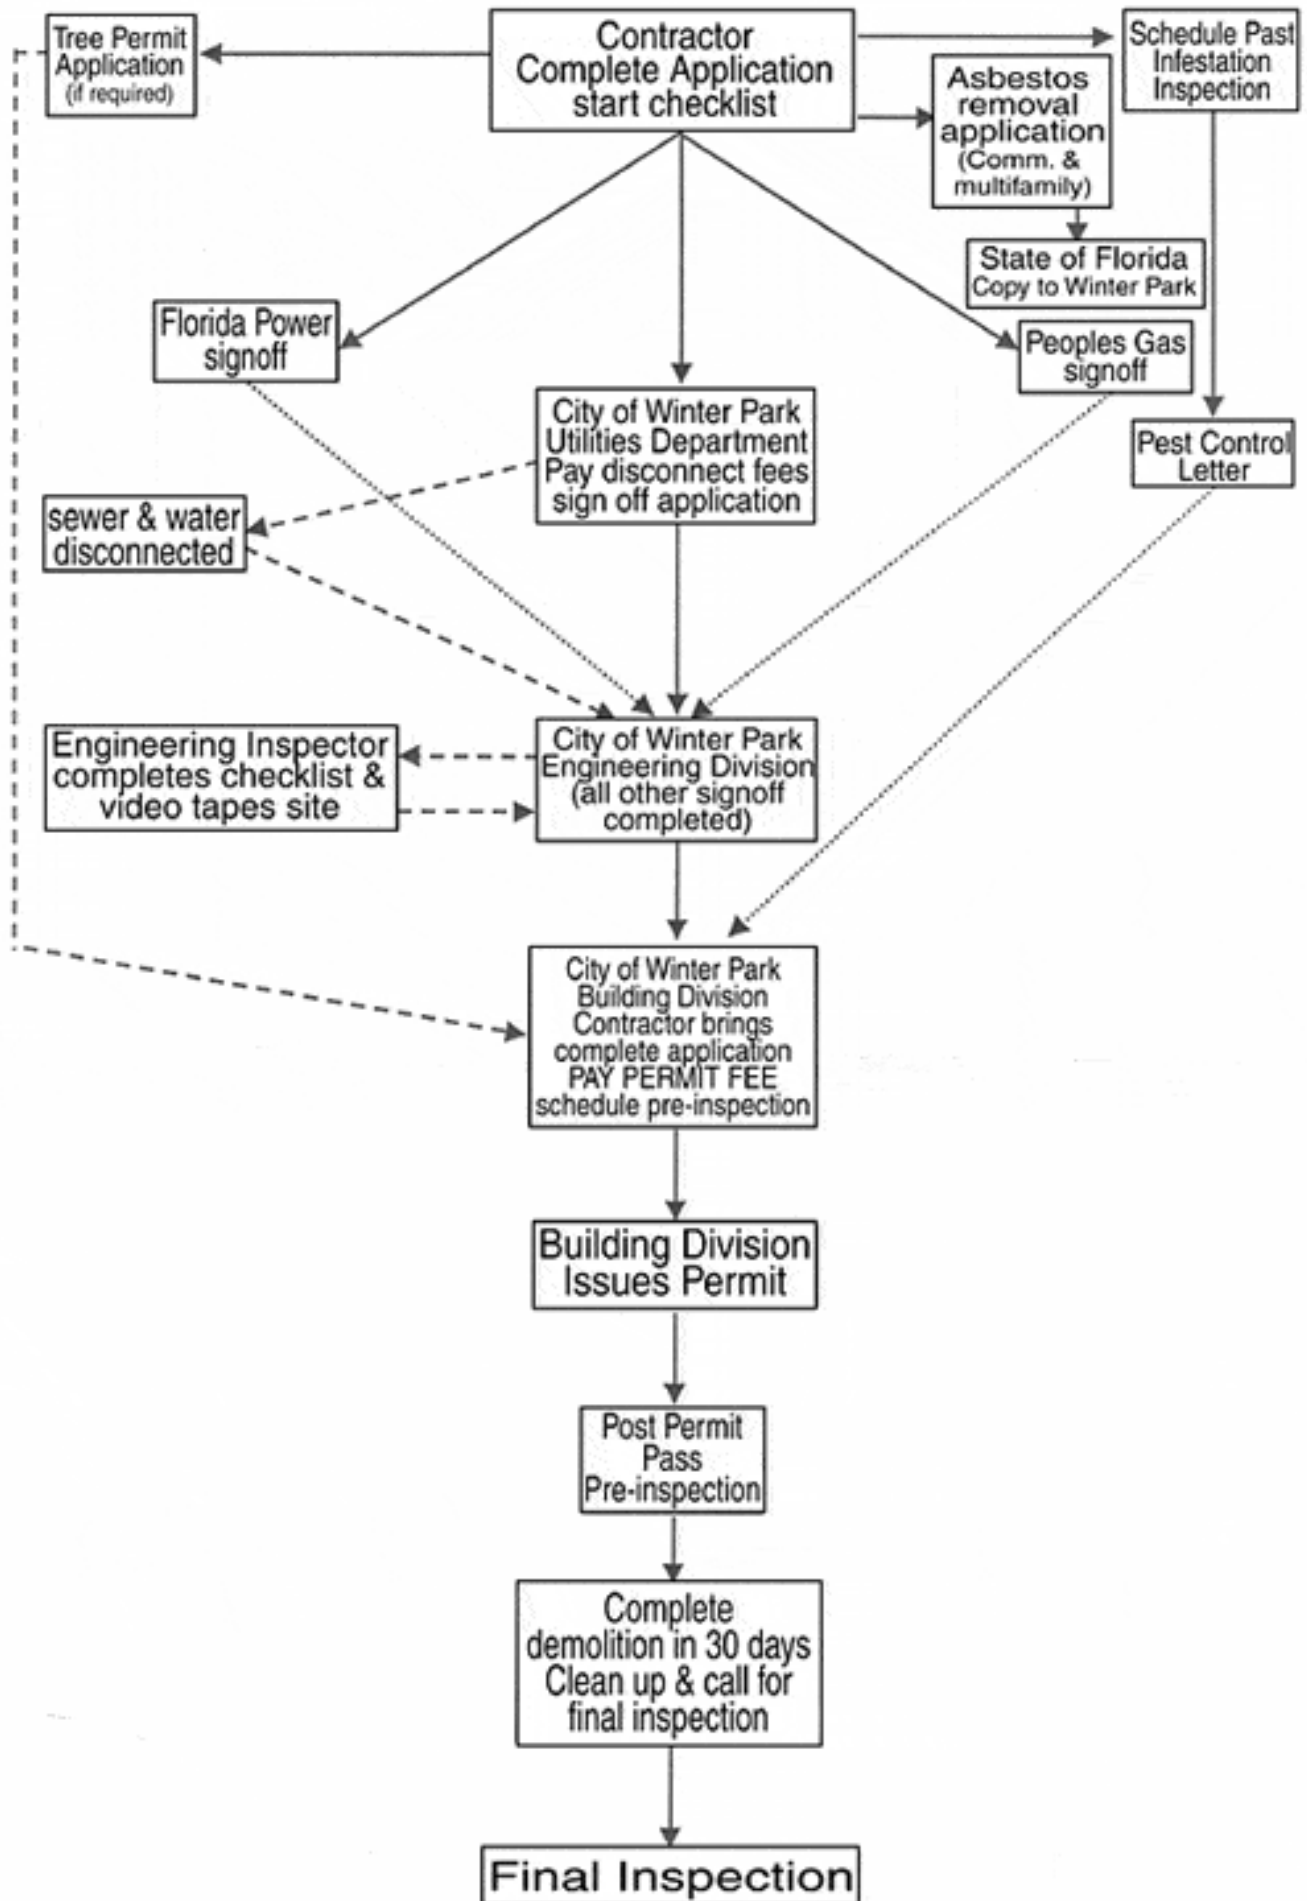 Tree Permit
Application
(if required)
Contractor
Complete Application
start checklist
Schedule Past
Infestation
Inspection
Asbestos
removal
application
(Comm. &
multifamily)
State of Florida
Copy to Winter Park
Florida Power
signoff
Peoples Gas
signoff
City of Winter Park
Utilities Department
Pay disconnect fees
sign off application
Pest Control
Letter
sewer & water
disconnected
Engineering Inspector
completes checklist &
video tapes site
City of Winter Park
Engineering Division
(all other signoff
completed)
City of Winter Park
Building Division
Contractor brings
complete application
PAY PERMIT FEE
schedule pre-inspection
Building Division
Issues Permit
Post Permit
Pass
Pre-inspection
Complete
demolition in 30 days
Clean up & call for
final inspection
Final Inspection